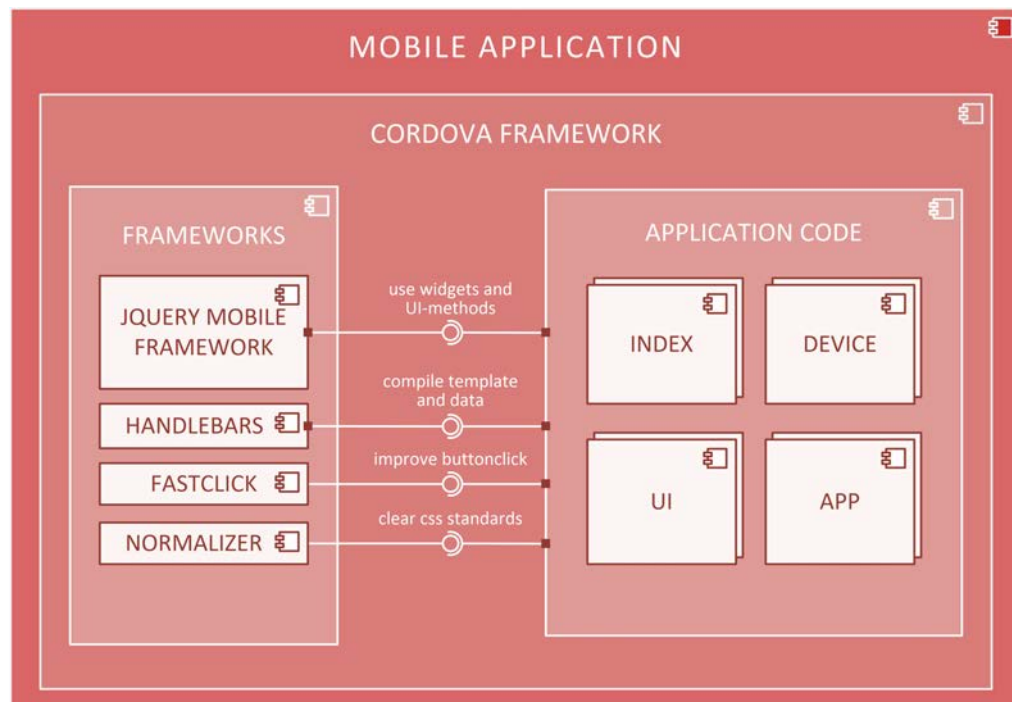 MOBILE APPLICATION
CORDOVA FRAMEWORK
FRAMEWORKS
JQUERY MOBILE
FRAMEWORK
HANDLEBARS
FASTCLICK
NORMALIZER
use widgets and
UI-methods
compile template
and data
improve buttonclick
clear css standards
APPLICATION CODE
INDEX
DEVICE
UI
APP